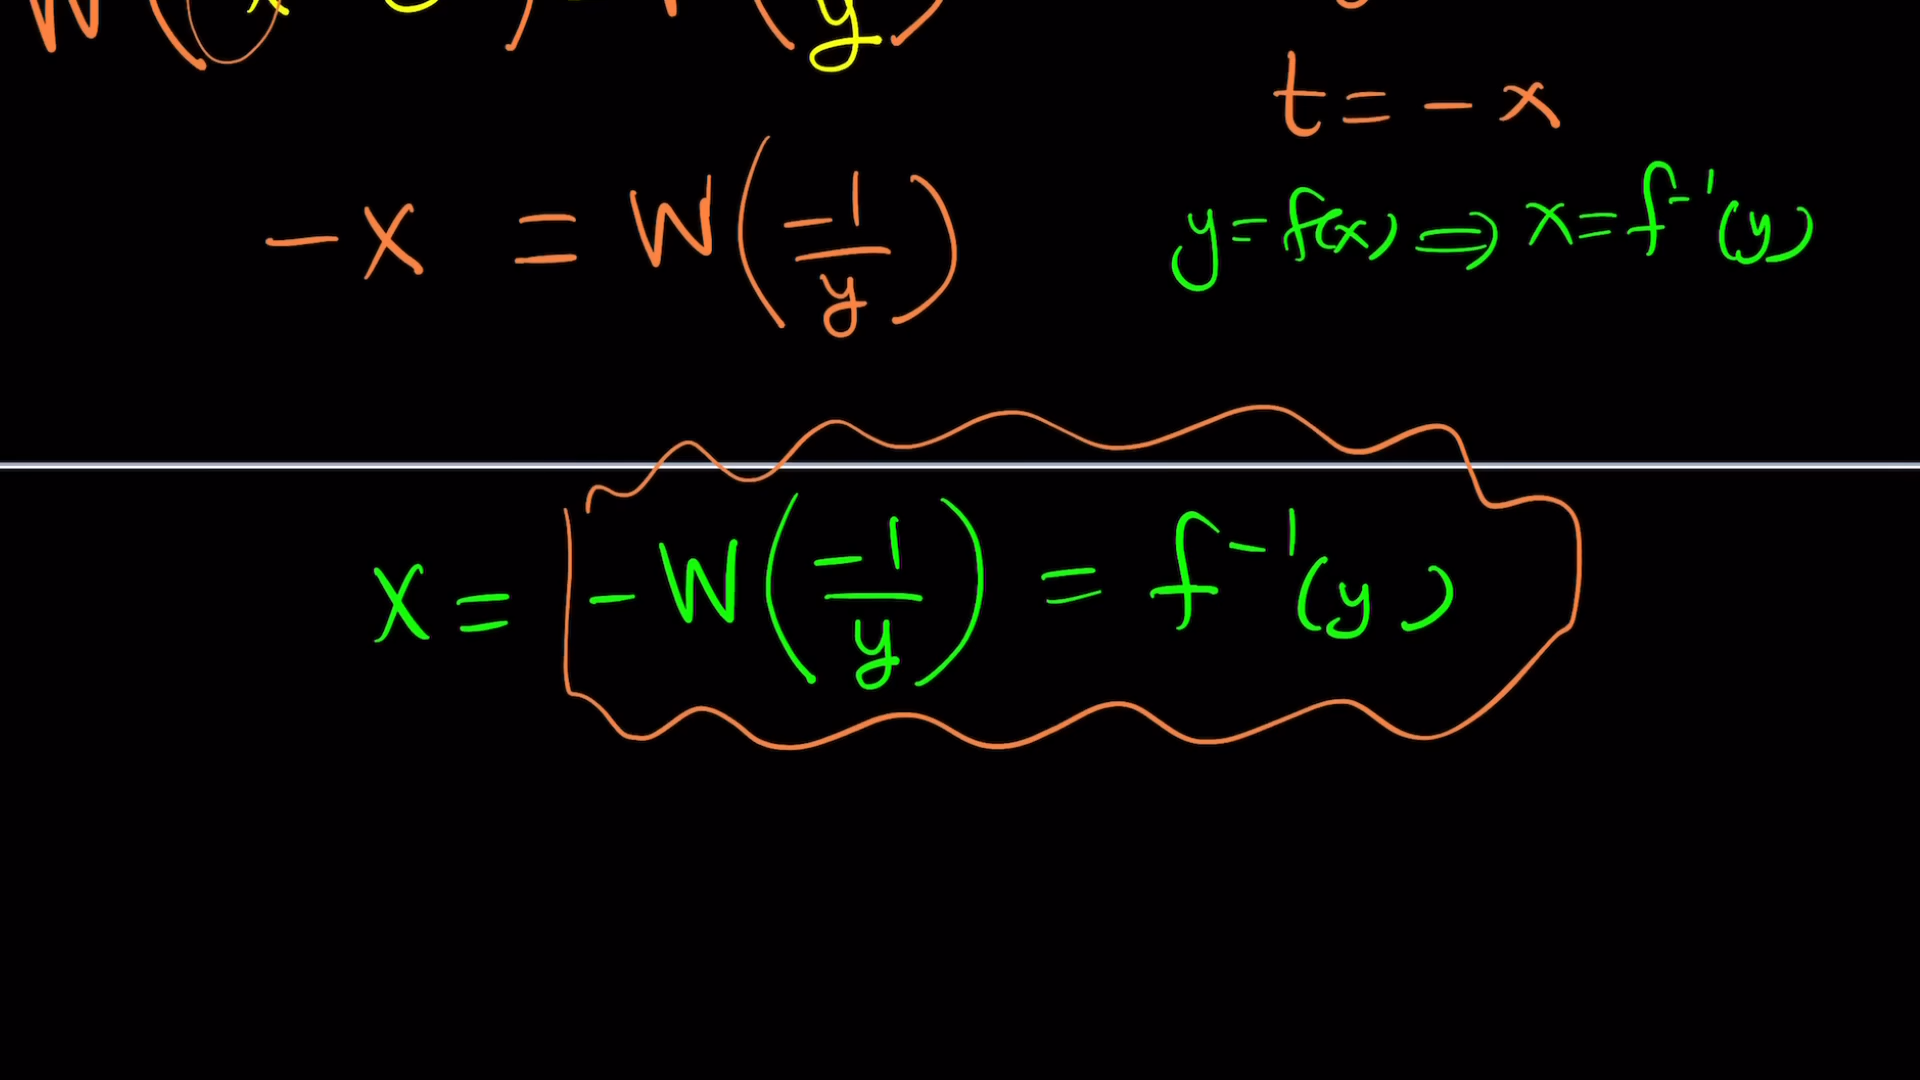 W ( ) ( y )
t = - x
-x = W(-1/y)
y = f(x) ⇒ x = f⁻¹(y)
x = -W(-1/y) = f⁻¹(y)